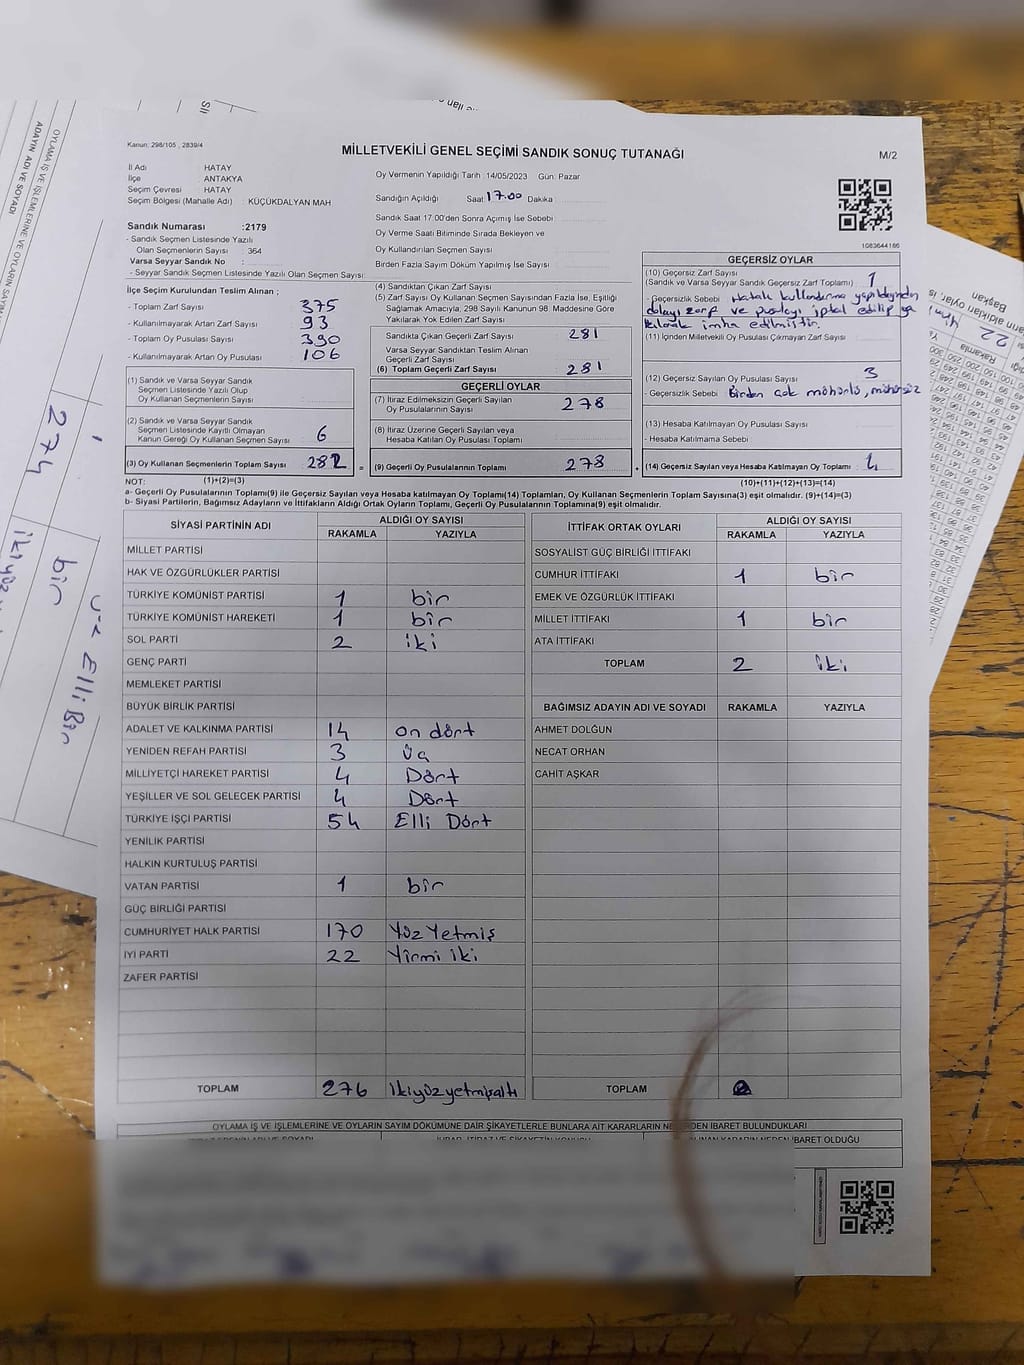 Kanun: 298/105 , 2839/4
MİLLETVEKİLİ GENEL SEÇİMİ SANDIK SONUÇ TUTANAĞI
M/2
İl Adı : HATAY
İlçe : ANTAKYA
Seçim Çevresi : HATAY
Seçim Bölgesi (Mahalle Adı) : KÜÇÜKDALYAN MAH
Sandık Numarası :2179
- Sandık Seçmen Listesinde Yazılı
Olan Seçmenlerin Sayısı : 364
Varsa Seyyar Sandık No :
- Seyyar Sandık Seçmen Listesinde Yazılı Olan Seçmen Sayısı:
Oy Vermenin Yapıldığı Tarih :14/05/2023 Gün: Pazar
Sandığın Açıldığı Saat 17.00 Dakika :
Sandık Saat 17.00'den Sonra Açımış İse Sebebi :
Oy Verme Saati Bitiminde Sırada Bekleyen ve
Oy Kullandırılan Seçmen Sayısı :
Birden Fazla Sayım Döküm Yapılmış İse Sayısı :
1083644186
İlçe Seçim Kurulundan Teslim Alınan ;
- Toplam Zarf Sayısı : 375
- Kullanılmayarak Artan Zarf Sayısı : 93
- Toplam Oy Pusulası Sayısı : 390
- Kullanılmayarak Artan Oy Pusulası : 106
(1) Sandık ve Varsa Seyyar Sandık
Seçmen Listesinde Yazılı Olup
Oy Kullanan Seçmenlerin Sayısı :
(2) Sandık ve Varsa Seyyar Sandık
Seçmen Listesinde Kayıtlı Olmayan
Kanun Gereği Oy Kullanan Seçmen Sayısı : 6
(3) Oy Kullanan Seçmenlerin Toplam Sayısı : 282 =
(4) Sandıktan Çıkan Zarf Sayısı :
(5) Zarf Sayısı Oy Kullanan Seçmen Sayısından Fazla İse, Eşitliği
Sağlamak Amacıyla, 298 Sayılı Kanunun 98. Maddesine Göre
Yakılarak Yok Edilen Zarf Sayısı :
Sandıkta Çıkan Geçerli Zarf Sayısı : 281
Varsa Seyyar Sandıktan Teslim Alınan
Geçerli Zarf Sayısı :
(6) Toplam Geçerli Zarf Sayısı : 281
GEÇERLİ OYLAR
(7) İtiraz Edilmeksizin Geçerli Sayılan
Oy Pusulalarının Sayısı : 278
(8) İtiraz Üzerine Geçerli Sayılan veya
Hesaba Katılan Oy Pusulası Toplamı :
(9) Geçerli Oy Pusulalarının Toplamı : 278 +
GEÇERSİZ OYLAR
(10) Geçersiz Zarf Sayısı
(Sandık ve Varsa Seyyar Sandık Geçersiz Zarf Toplamı) : 1
- Geçersizlik Sebebi : Hatalı kullandırma yapıldığından
dolayı zarf ve pusulayı iptal edilip ya
kılarak imha edilmiştir.
(11) İçinden Milletvekili Oy Pusulası Çıkmayan Zarf Sayısı :
(12) Geçersiz Sayılan Oy Pusulası Sayısı : 3
- Geçersizlik Sebebi : Birden çok mühürlü, mühürsüz
(13) Hesaba Katılmayan Oy Pusulası Sayısı :
- Hesaba Katılmama Sebebi :
(14) Geçersiz Sayılan veya Hesaba Katılmayan Oy Toplamı : 4
NOT: (1)+(2)=(3) (10)+(11)+(12)+(13)=(14)
a- Geçerli Oy Pusulalarının Toplamı(9) ile Geçersiz Sayılan veya Hesaba katılmayan Oy Toplamı(14) Toplamları, Oy Kullanan Seçmenlerin Toplam Sayısına(3) eşit olmalıdır. (9)+(14)=(3)
b- Siyasi Partilerin, Bağımsız Adayların ve İttifakların Aldığı Ortak Oyların Toplamı, Geçerli Oy Pusulalarının Toplamına(9) eşit olmalıdır.
SİYASİ PARTİNİN ADI ALDIĞI OY SAYISI
RAKAMLA YAZIYLA
MİLLET PARTİSİ
HAK VE ÖZGÜRLÜKLER PARTİSİ
TÜRKİYE KOMÜNİST PARTİSİ 1 bir
TÜRKİYE KOMÜNİST HAREKETİ 1 bir
SOL PARTİ 2 iki
GENÇ PARTİ
MEMLEKET PARTİSİ
BÜYÜK BİRLİK PARTİSİ
ADALET VE KALKINMA PARTİSİ 14 on dört
YENİDEN REFAH PARTİSİ 3 Üç
MİLLİYETÇİ HAREKET PARTİSİ 4 Dört
YEŞİLLER VE SOL GELECEK PARTİSİ 4 Dört
TÜRKİYE İŞÇİ PARTİSİ 54 Elli Dört
YENİLİK PARTİSİ
HALKIN KURTULUŞ PARTİSİ
VATAN PARTİSİ 1 bir
GÜÇ BİRLİĞİ PARTİSİ
CUMHURİYET HALK PARTİSİ 170 Yüz Yetmiş
İYİ PARTİ 22 Yirmi iki
ZAFER PARTİSİ
TOPLAM 276 İkiyüzyetmişaltı
İTTİFAK ORTAK OYLARI ALDIĞI OY SAYISI
RAKAMLA YAZIYLA
SOSYALİST GÜÇ BİRLİĞİ İTTİFAKI
CUMHUR İTTİFAKI 1 bir
EMEK VE ÖZGÜRLÜK İTTİFAKI
MİLLET İTTİFAKI 1 bir
ATA İTTİFAKI
TOPLAM 2 iki
BAĞIMSIZ ADAYIN ADI VE SOYADI RAKAMLA YAZIYLA
AHMET DOLĞUN
NECAT ORHAN
CAHİT AŞKAR
TOPLAM
OYLAMA İŞ VE İŞLEMLERİNE VE OYLARIN SAYIM DÖKÜMÜNE DAİR ŞİKAYETLERLE BUNLARA AİT KARARLARIN NELERDEN İBARET BULUNDUKLARI
ADAYIN ADI VE SOYADI
274
bir
Elli Bir
Başkan
22
Rakamla